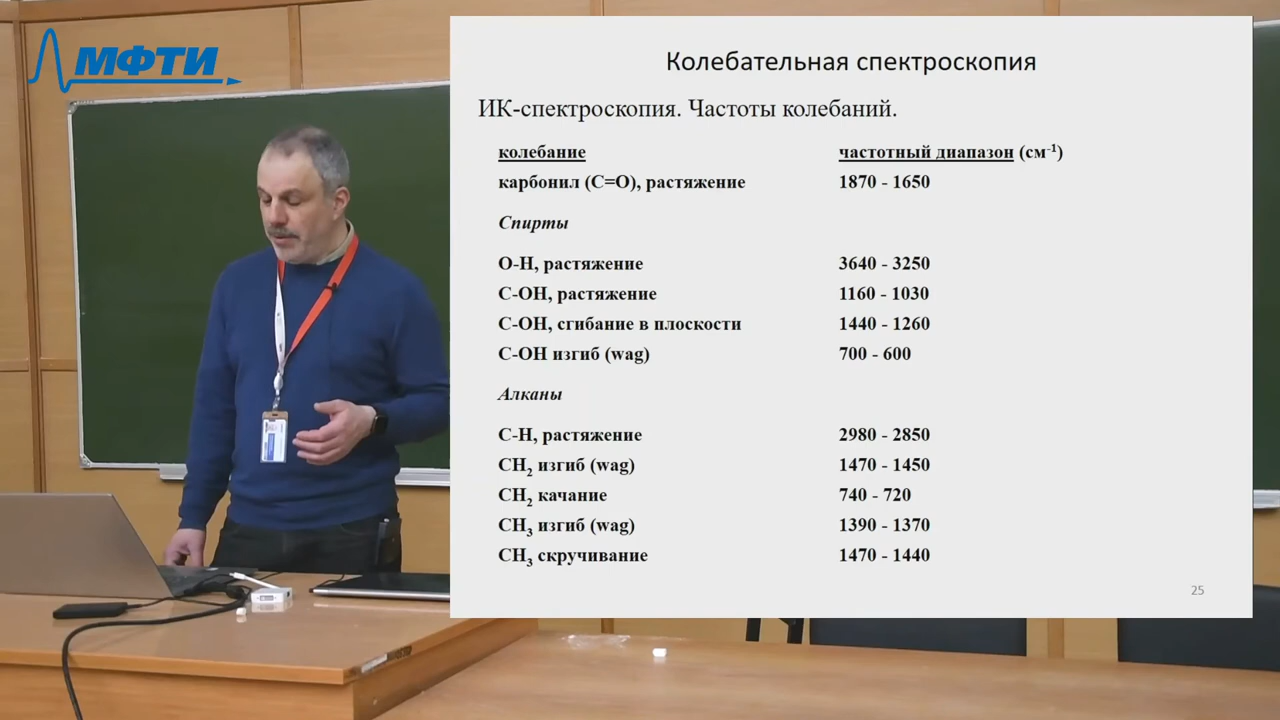 МФТИ
Колебательная спектроскопия
ИК-спектроскопия. Частоты колебаний.
колебание частотный диапазон (см⁻¹)
карбонил (С=О), растяжение 1870 - 1650
Спирты
О-Н, растяжение 3640 - 3250
С-ОН, растяжение 1160 - 1030
С-ОН, сгибание в плоскости 1440 - 1260
С-ОН изгиб (wag) 700 - 600
Алканы
С-Н, растяжение 2980 - 2850
СН₂ изгиб (wag) 1470 - 1450
СН₂ качание 740 - 720
СН₃ изгиб (wag) 1390 - 1370
СН₃ скручивание 1470 - 1440
25